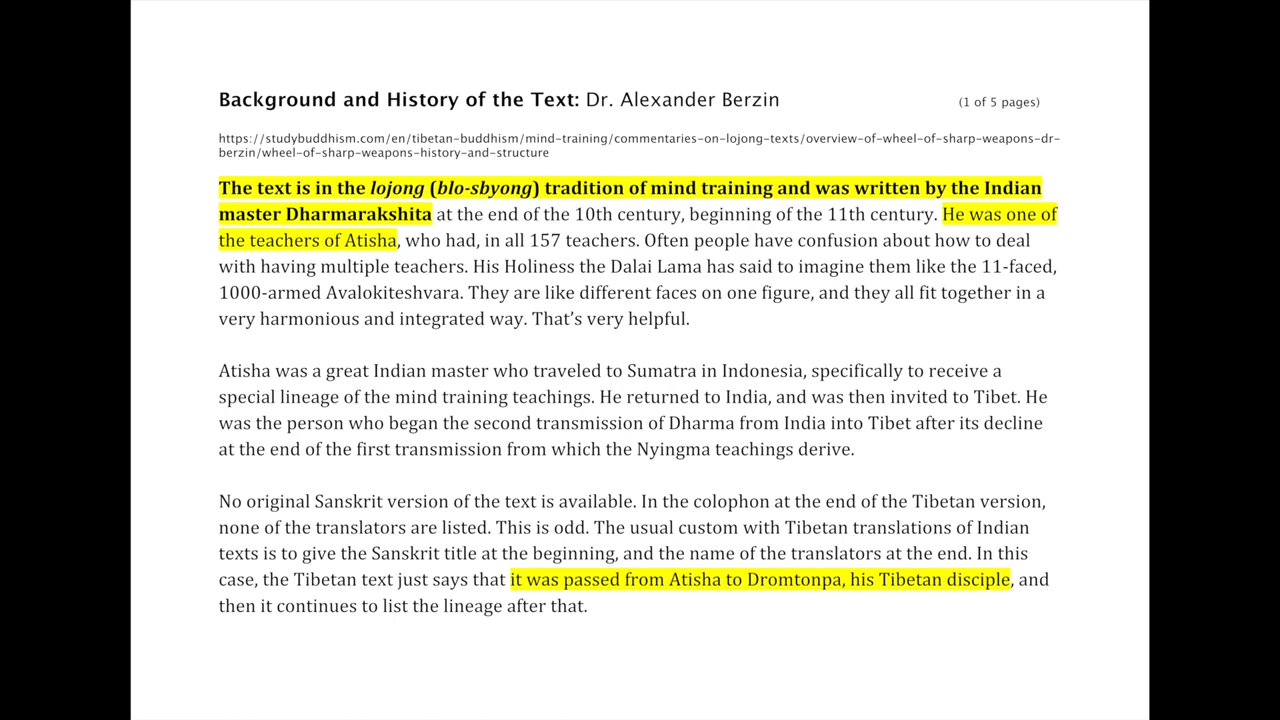 Background and History of the Text: Dr. Alexander Berzin (1 of 5 pages)
https://studybuddhism.com/en/tibetan-buddhism/mind-training/commentaries-on-lojong-texts/overview-of-wheel-of-sharp-weapons-dr-
berzin/wheel-of-sharp-weapons-history-and-structure
The text is in the lojong (blo-sbyong) tradition of mind training and was written by the Indian
master Dharmarakshita at the end of the 10th century, beginning of the 11th century. He was one of
the teachers of Atisha, who had, in all 157 teachers. Often people have confusion about how to deal
with having multiple teachers. His Holiness the Dalai Lama has said to imagine them like the 11-faced,
1000-armed Avalokiteshvara. They are like different faces on one figure, and they all fit together in a
very harmonious and integrated way. That’s very helpful.
Atisha was a great Indian master who traveled to Sumatra in Indonesia, specifically to receive a
special lineage of the mind training teachings. He returned to India, and was then invited to Tibet. He
was the person who began the second transmission of Dharma from India into Tibet after its decline
at the end of the first transmission from which the Nyingma teachings derive.
No original Sanskrit version of the text is available. In the colophon at the end of the Tibetan version,
none of the translators are listed. This is odd. The usual custom with Tibetan translations of Indian
texts is to give the Sanskrit title at the beginning, and the name of the translators at the end. In this
case, the Tibetan text just says that it was passed from Atisha to Dromtonpa, his Tibetan disciple, and
then it continues to list the lineage after that.